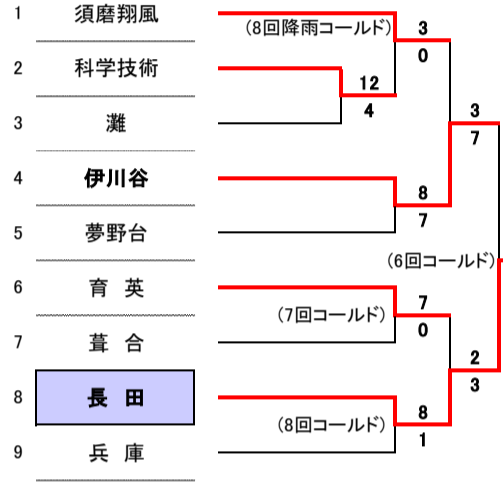 1 須磨翔風
(8回降雨コールド) 3
0
2 科学技術
12
4
3 灘
3
7
4 伊川谷
8
7
5 夢野台
(6回コールド)
6 育 英
7
(7回コールド)
0
7 葺 合
2
3
8 長 田
8
(8回コールド)
1
9 兵 庫